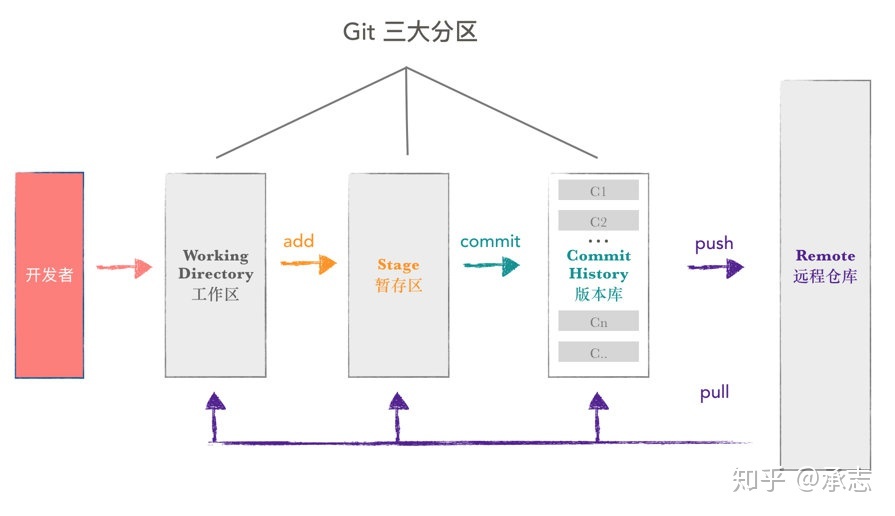 Git 三大分区
开发者
Working
Directory
工作区
add
Stage
暂存区
commit
C1
C2
...
Commit
History
版本库
Cn
C..
push
pull
Remote
远程仓库
知乎 @承志